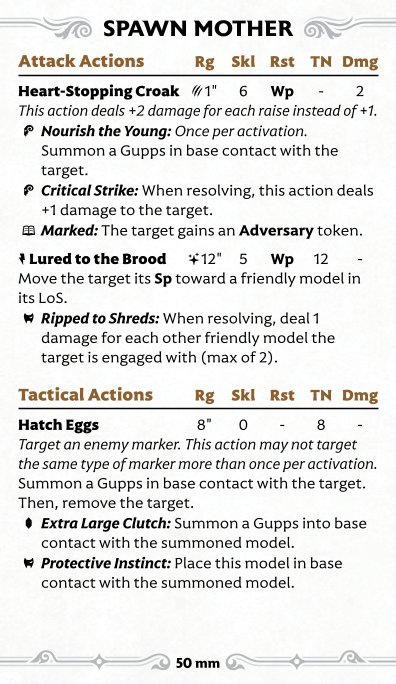 SPAWN MOTHER
Attack Actions Rg Skl Rst TN Dmg
Heart-Stopping Croak 1" 6 Wp - 2
This action deals +2 damage for each raise instead of +1.
Nourish the Young: Once per activation.
Summon a Gupps in base contact with the
target.
Critical Strike: When resolving, this action deals
+1 damage to the target.
Marked: The target gains an Adversary token.
Lured to the Brood 12" 5 Wp 12 -
Move the target its Sp toward a friendly model in
its LoS.
Ripped to Shreds: When resolving, deal 1
damage for each other friendly model the
target is engaged with (max of 2).
Tactical Actions Rg Skl Rst TN Dmg
Hatch Eggs 8" 0 - 8 -
Target an enemy marker. This action may not target
the same type of marker more than once per activation.
Summon a Gupps in base contact with the target.
Then, remove the target.
Extra Large Clutch: Summon a Gupps into base
contact with the summoned model.
Protective Instinct: Place this model in base
contact with the summoned model.
50 mm